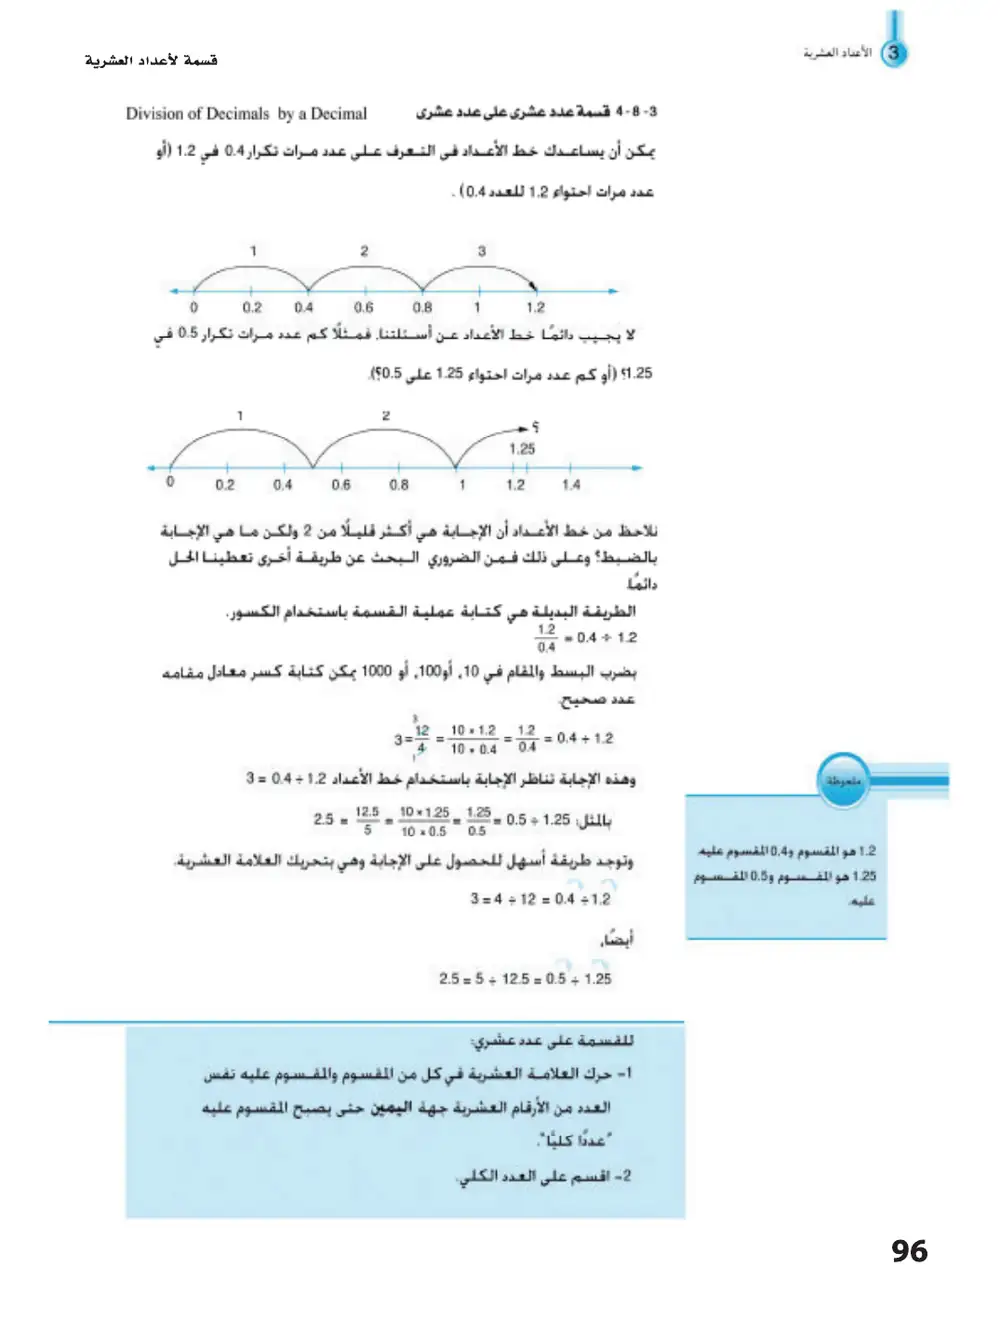 3 الأعداد العشرية
قسمة لأعداد العشرية
3-8-4 قسمة عدد عشرى على عدد عشرى Division of Decimals by a Decimal
يمكن أن يساعدك خط الأعداد في التعرف على عدد مرات تكرار 0.4 في 1.2 (أو
عدد مرات احتواء 1.2 للعدد 0.4) .
1 2 3
0 0.2 0.4 0.6 0.8 1 1.2
لا يجيب دائمًا خط الأعداد عن أسئلتنا، فمثلًا كم عدد مرات تكرار 0.5 في
1.25؟ (أو كم عدد مرات احتواء 1.25 على 0.5؟).
1 2 ؟
1.25
0 0.2 0.4 0.6 0.8 1 1.2 1.4
نلاحظ من خط الأعداد أن الإجابة هي أكثر قليلًا من 2 ولكن ما هي الإجابة
بالضبط؟ وعلى ذلك فمن الضروري البحث عن طريقة أخرى تعطينا الحل
دائمًا.
الطريقة البديلة هي كتابة عملية القسمة باستخدام الكسور.
1.2 ÷ 0.4 = 1.2/0.4
بضرب البسط والمقام في 10، أو100، أو 1000 يمكن كتابة كسر معادل مقامه
عدد صحيح.
1.2 ÷ 0.4 = 1.2/0.4 = 10 × 1.2/10 × 0.4 = 12/4 = 3
3
1
وهذه الإجابة تناظر الإجابة باستخدام خط الأعداد 1.2 ÷ 0.4 = 3
بالمثل: 1.25 ÷ 0.5 = 1.25/0.5 = 10 × 1.25/10 × 0.5 = 12.5/5 = 2.5
وتوجد طريقة أسهل للحصول على الإجابة وهي بتحريك العلامة العشرية.
1.2 ÷ 0.4 = 12 ÷ 4 = 3
أيضًا،
1.25 ÷ 0.5 = 12.5 ÷ 5 = 2.5
ملحوظة
1.2 هو المقسوم و0.4 المقسوم عليه.
1.25 هو المقسوم و0.5 المقسوم
عليه.
للقسمة على عدد عشري:
1- حرك العلامة العشرية في كل من المقسوم والمقسوم عليه نفس
العدد من الأرقام العشرية جهة اليمين حتى يصبح المقسوم عليه
"عددًا كليًا".
2- اقسم على العدد الكلي.
96